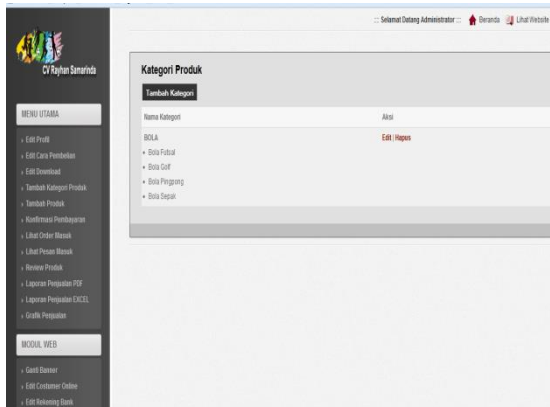 ::: Selamat Datang Administrator ::: Beranda Lihat Website
CV Rayhan Samarinda
MENU UTAMA
› Edit Profil
› Edit Cara Pembelian
› Edit Download
› Tambah Kategori Produk
› Tambah Produk
› Konfirmasi Pembayaran
› Lihat Order Masuk
› Lihat Pesan Masuk
› Review Produk
› Laporan Penjualan PDF
› Laporan Penjualan EXCEL
› Grafik Penjualan
MODUL WEB
› Ganti Banner
› Edit Costumer Online
› Edit Rekening Bank
Kategori Produk
Tambah Kategori
Nama Kategori Aksi
BOLA Edit | Hapus
• Bola Futsal
• Bola Golf
• Bola Pingpong
• Bola Sepak